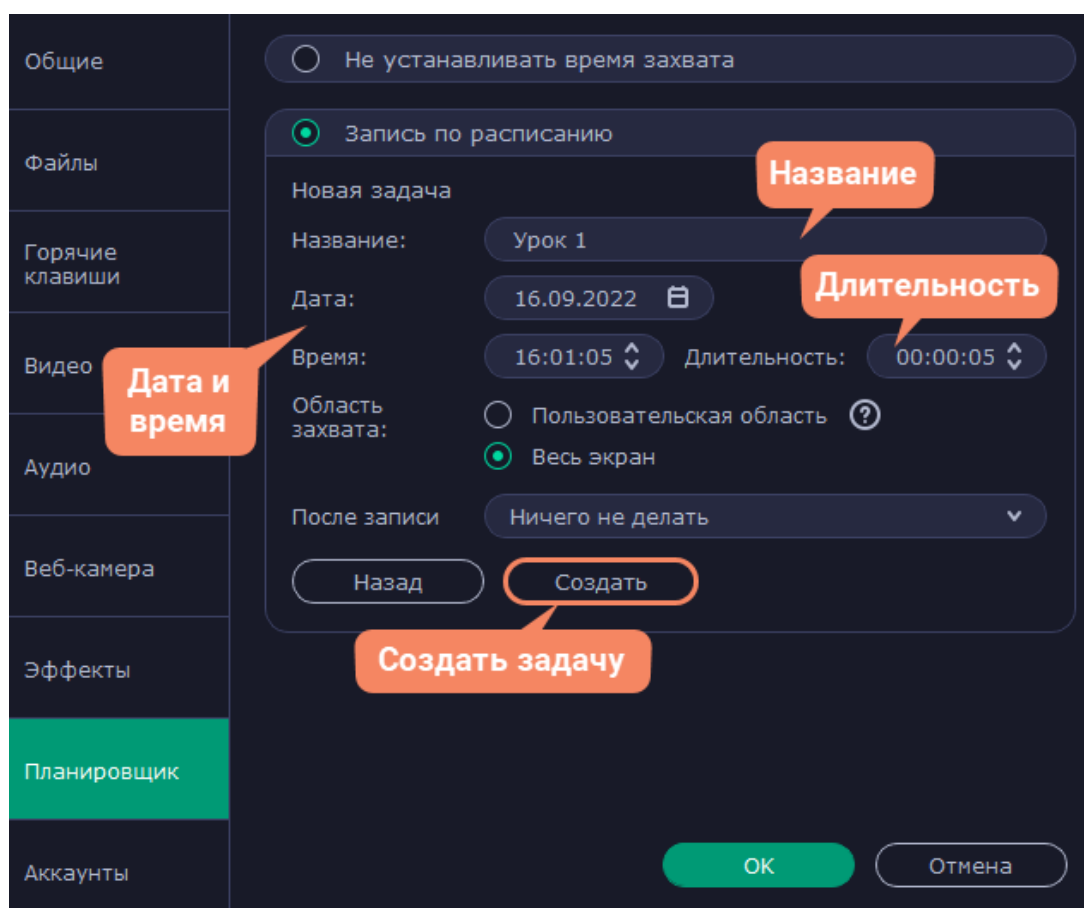 Общие
Файлы
Горячие
клавиши
Видео
Аудио
Веб-камера
Эффекты
Планировщик
Аккаунты
Не устанавливать время захвата
Запись по расписанию
Название
Новая задача
Название: Урок 1
Длительность
Дата: 16.09.2022
Время: 16:01:05 Длительность: 00:00:05
Дата и
время
Область
захвата:
Пользовательская область ?
Весь экран
После записи Ничего не делать
Назад Создать
Создать задачу
OK Отмена